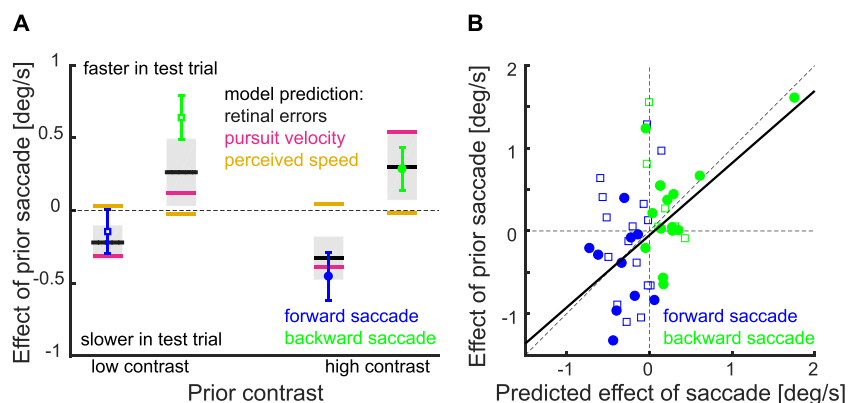 A
Effect of prior saccade [deg/s]
1
0.5
0
-0.5
-1
faster in test trial
model prediction:
retinal errors
pursuit velocity
perceived speed
forward saccade
backward saccade
slower in test trial
low contrast
high contrast
Prior contrast
B
Effect of prior saccade [deg/s]
2
1
0
-1
forward saccade
backward saccade
-1 0 1 2
Predicted effect of saccade [deg/s]